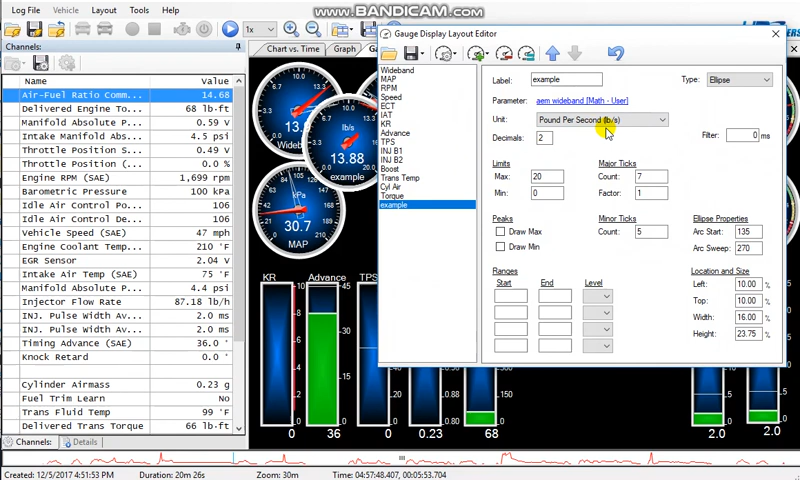 www.BANDICAM.com
Log File
Vehicle
Layout
Tools
Help
1x
Channels:
Chart vs. Time
Graph
Name Value
Air-Fuel Ratio Comm... 14.68
Delivered Engine To... 68 lb-ft
Manifold Absolute P... 0.59 V
Intake Manifold Abs... 4.5 psi
Throttle Position S... 0.49 V
Throttle Position (... 0.0 %
Engine RPM (SAE) 1,699 rpm
Barometric Pressure 100 kPa
Idle Air Control Po... 106
Idle Air Control De... 106
Vehicle Speed (SAE) 47 mph
Engine Coolant Temp... 210 °F
EGR Sensor 2.04 V
Intake Air Temp (SAE) 75 °F
Manifold Absolute P... 4.4 psi
Injector Flow Rate 87.18 lb/h
INJ. Pulse Width Av... 2.0 ms
INJ. Pulse Width Av... 2.0 ms
Timing Advance (SAE) 36.0 °
Knock Retard 0.0 °
Cylinder Airmass 0.23 g
Fuel Trim Learn Off
Trans Fluid Temp 99 °F
Delivered Trans Torque 66 lb-ft
Channels:
Details
lb/s
13.88
example
kPa
30.7
MAP
KR
Advance
TPS
0
36
0
0.23
68
2.0
2.0
Gauge Display Layout Editor
Wideband
MAP
RPM
Speed
ECT
IAT
KR
Advance
TPS
INJ B1
INJ B2
Boost
Trans Temp
Cyl Air
Torque
example
Label: example
Type: Ellipse
Parameter: aem wideband [Math - User]
Unit: Pound Per Second (lb/s)
Decimals: 2
Filter: 0 ms
Limits
Max: 20
Min: 0
Major Ticks
Count: 7
Factor: 1
Peaks
Draw Max
Draw Min
Minor Ticks
Count: 5
Ellipse Properties
Arc Start: 135
Arc Sweep: 270
Ranges
Start End Level
Location and Size
Left: 10.00 %
Top: 10.00 %
Width: 16.00 %
Height: 23.75 %
Created: 12/5/2017 4:51:53 PM
Duration: 20m 26s
Zoom: 30m
Time: 04:57:48.407, 00:05:53.704